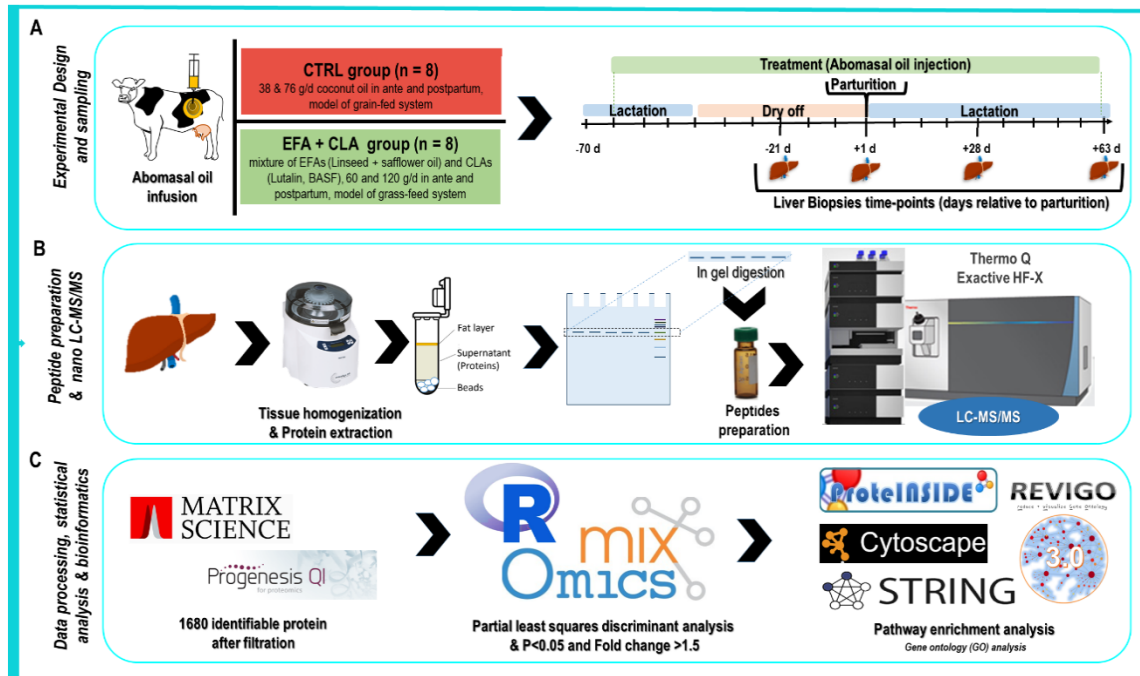 A
Experimental Design
and sampling
Abomasal oil
infusion
CTRL group (n = 8)
38 & 76 g/d coconut oil in ante and postpartum,
model of grain-fed system
EFA + CLA group (n = 8)
mixture of EFAs (Linseed + safflower oil) and CLAs
(Lutalin, BASF), 60 and 120 g/d in ante and
postpartum, model of grass-feed system
Treatment (Abomasal oil injection)
Parturition
Lactation
Dry off
Lactation
-70 d
-21 d
+1 d
+28 d
+63 d
Liver Biopsies time-points (days relative to parturition)
B
Peptide preparation
& nano LC-MS/MS
Tissue homogenization
& Protein extraction
Fat layer
Supernatant
(Proteins)
Beads
In gel digestion
Peptides
preparation
Thermo Q
Exactive HF-X
LC-MS/MS
C
Data processing, statistical
analysis & bioinformatics
MATRIX
SCIENCE
Progenesis QI
for proteomics
1680 identifiable protein
after filtration
R
mix
Omics
Partial least squares discriminant analysis
& P<0.05 and Fold change >1.5
ProteINSIDE
REVIGO
reduce + visualize Gene Ontology
Cytoscape
3.0
STRING
Pathway enrichment analysis
Gene ontology (GO) analysis